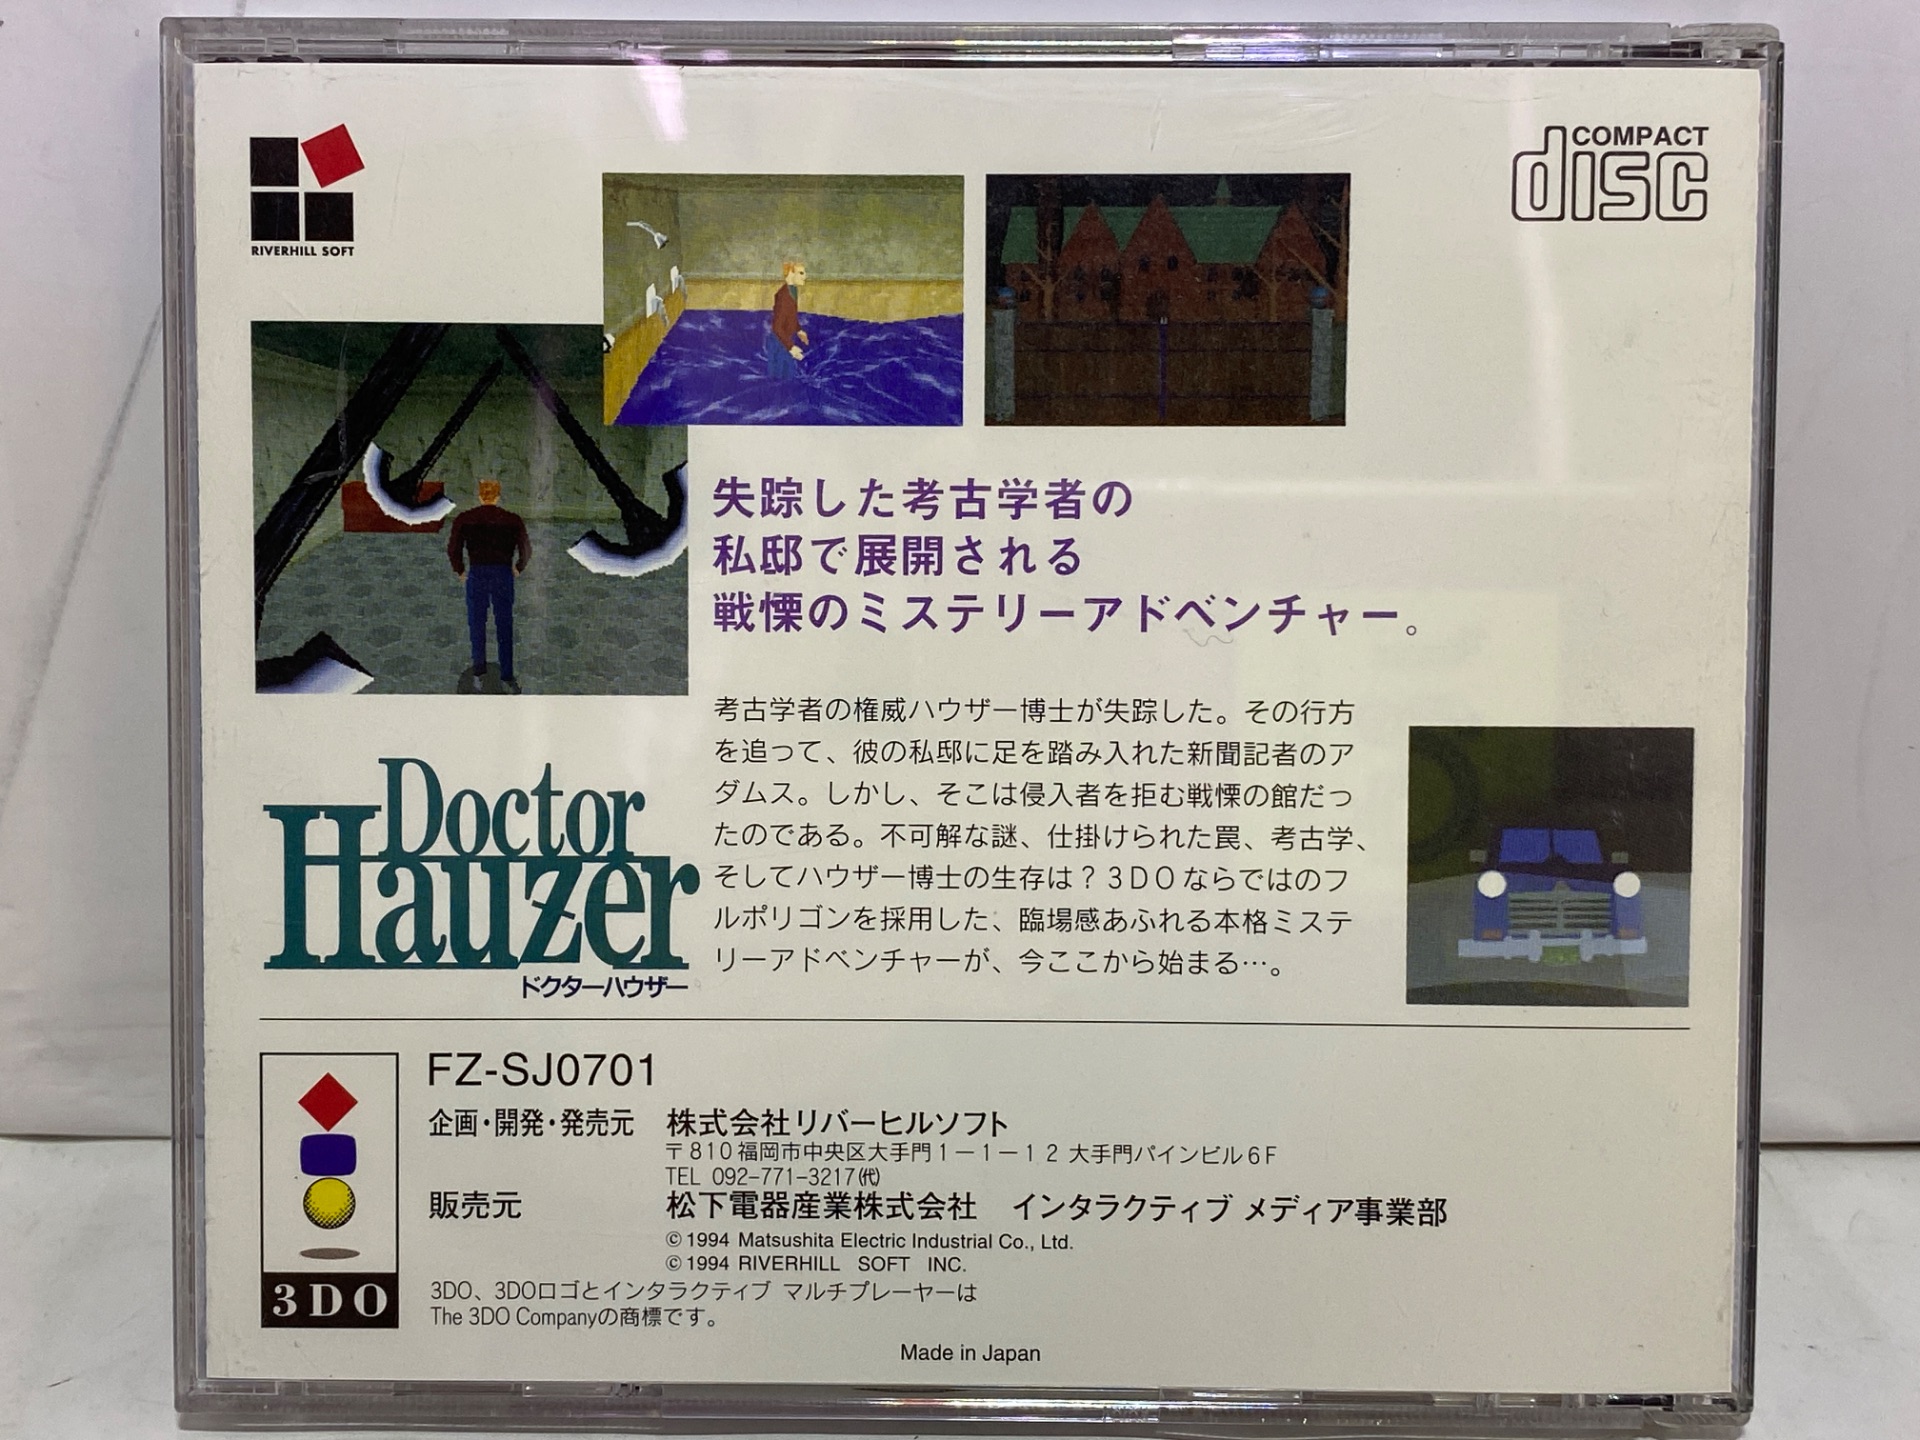 RIVERHILL SOFT
COMPACT
disc
失踪した考古学者の
私邸で展開される
戦慄のミステリーアドベンチャー。
考古学者の権威ハウザー博士が失踪した。その行方
を追って、彼の私邸に足を踏み入れた新聞記者のア
ダムス。しかし、そこは侵入者を拒む戦慄の館だっ
たのである。不可解な謎、仕掛けられた罠、考古学、
そしてハウザー博士の生存は？3DOならではのフ
ルポリゴンを採用した、臨場感あふれる本格ミステ
リーアドベンチャーが、今ここから始まる…。
Doctor
Hauzer
ドクターハウザー
FZ-SJ0701
企画・開発・発売元 株式会社リバーヒルソフト
〒810福岡市中央区大手門1－1－12 大手門パインビル6F
TEL 092-771-3217㈹
販売元 松下電器産業株式会社 インタラクティブ メディア事業部
©1994 Matsushita Electric Industrial Co., Ltd.
©1994 RIVERHILL SOFT INC.
3DO、3DOロゴとインタラクティブ マルチプレーヤーは
The 3DO Companyの商標です。
3DO
Made in Japan